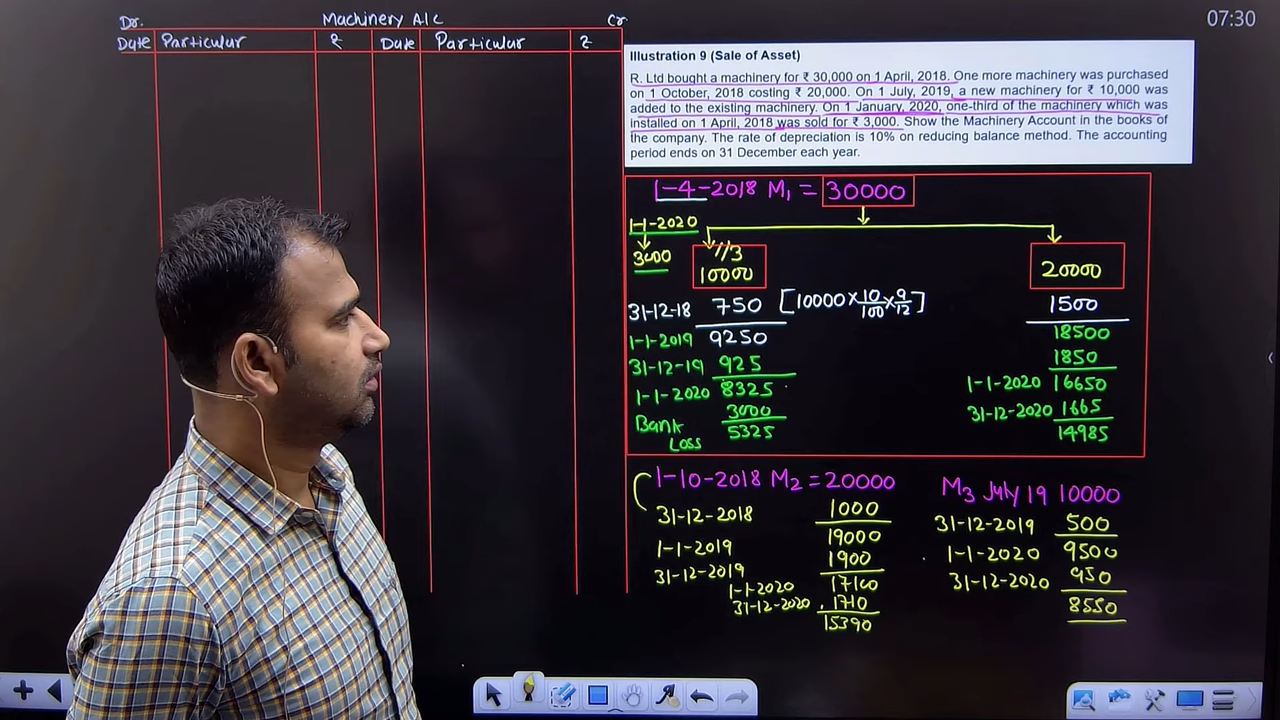 07:30
Dr. Machinery A/c Cr
Date Particular ₹ Date Particular ₹
Illustration 9 (Sale of Asset)
R. Ltd bought a machinery for ₹ 30,000 on 1 April, 2018. One more machinery was purchased
on 1 October, 2018 costing ₹ 20,000. On 1 July, 2019, a new machinery for ₹ 10,000 was
added to the existing machinery. On 1 January, 2020, one-third of the machinery which was
installed on 1 April, 2018 was sold for ₹ 3,000. Show the Machinery Account in the books of
the company. The rate of depreciation is 10% on reducing balance method. The accounting
period ends on 31 December each year.
1-4-2018 M1 = 30000
1-1-2020
3000
1/3
10000
20000
31-12-18 750 [10000×10/100×9/12] 1500
1-1-2019 9250 18500
31-12-19 925 1850
1-1-2020 8325 1-1-2020 16650
Bank 3000 31-12-2020 1665
Loss 5325 14985
1-10-2018 M2 = 20000
31-12-2018 1000
19000
1-1-2019
31-12-2019 1900
1-1-2020 17100
31-12-2020 1710
15390
M3 July 19 10000
31-12-2019 500
1-1-2020 9500
31-12-2020 950
8550